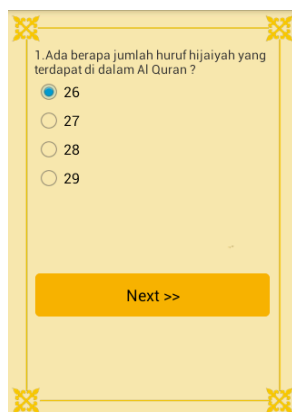 1.Ada berapa jumlah huruf hijaiyah yang
terdapat di dalam Al Quran ?
26
27
28
29
Next >>